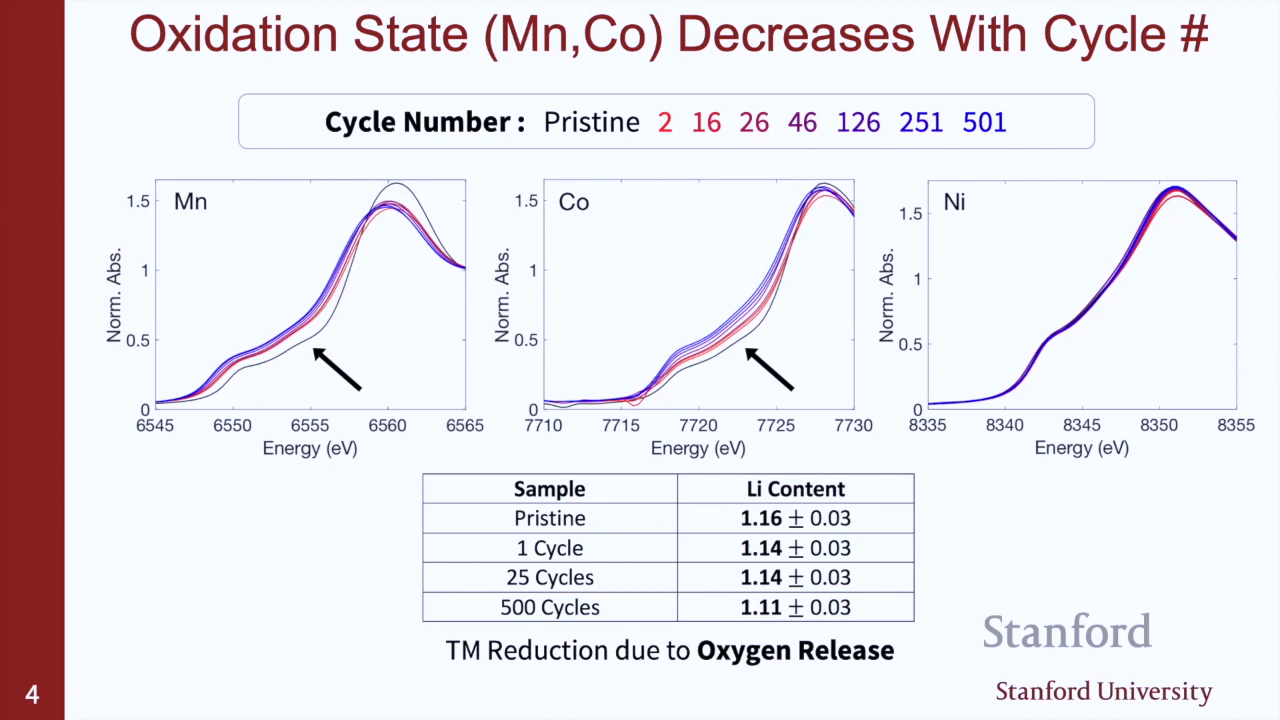 Oxidation State (Mn,Co) Decreases With Cycle #
Cycle Number : Pristine 2 16 26 46 126 251 501
Mn
1.5
1
0.5
0
Norm. Abs.
6545 6550 6555 6560 6565
Energy (eV)
Co
1.5
1
0.5
0
Norm. Abs.
7710 7715 7720 7725 7730
Energy (eV)
Ni
1.5
1
0.5
0
Norm. Abs.
8335 8340 8345 8350 8355
Energy (eV)
Sample Li Content
Pristine 1.16 ± 0.03
1 Cycle 1.14 ± 0.03
25 Cycles 1.14 ± 0.03
500 Cycles 1.11 ± 0.03
TM Reduction due to Oxygen Release
Stanford
Stanford University
4